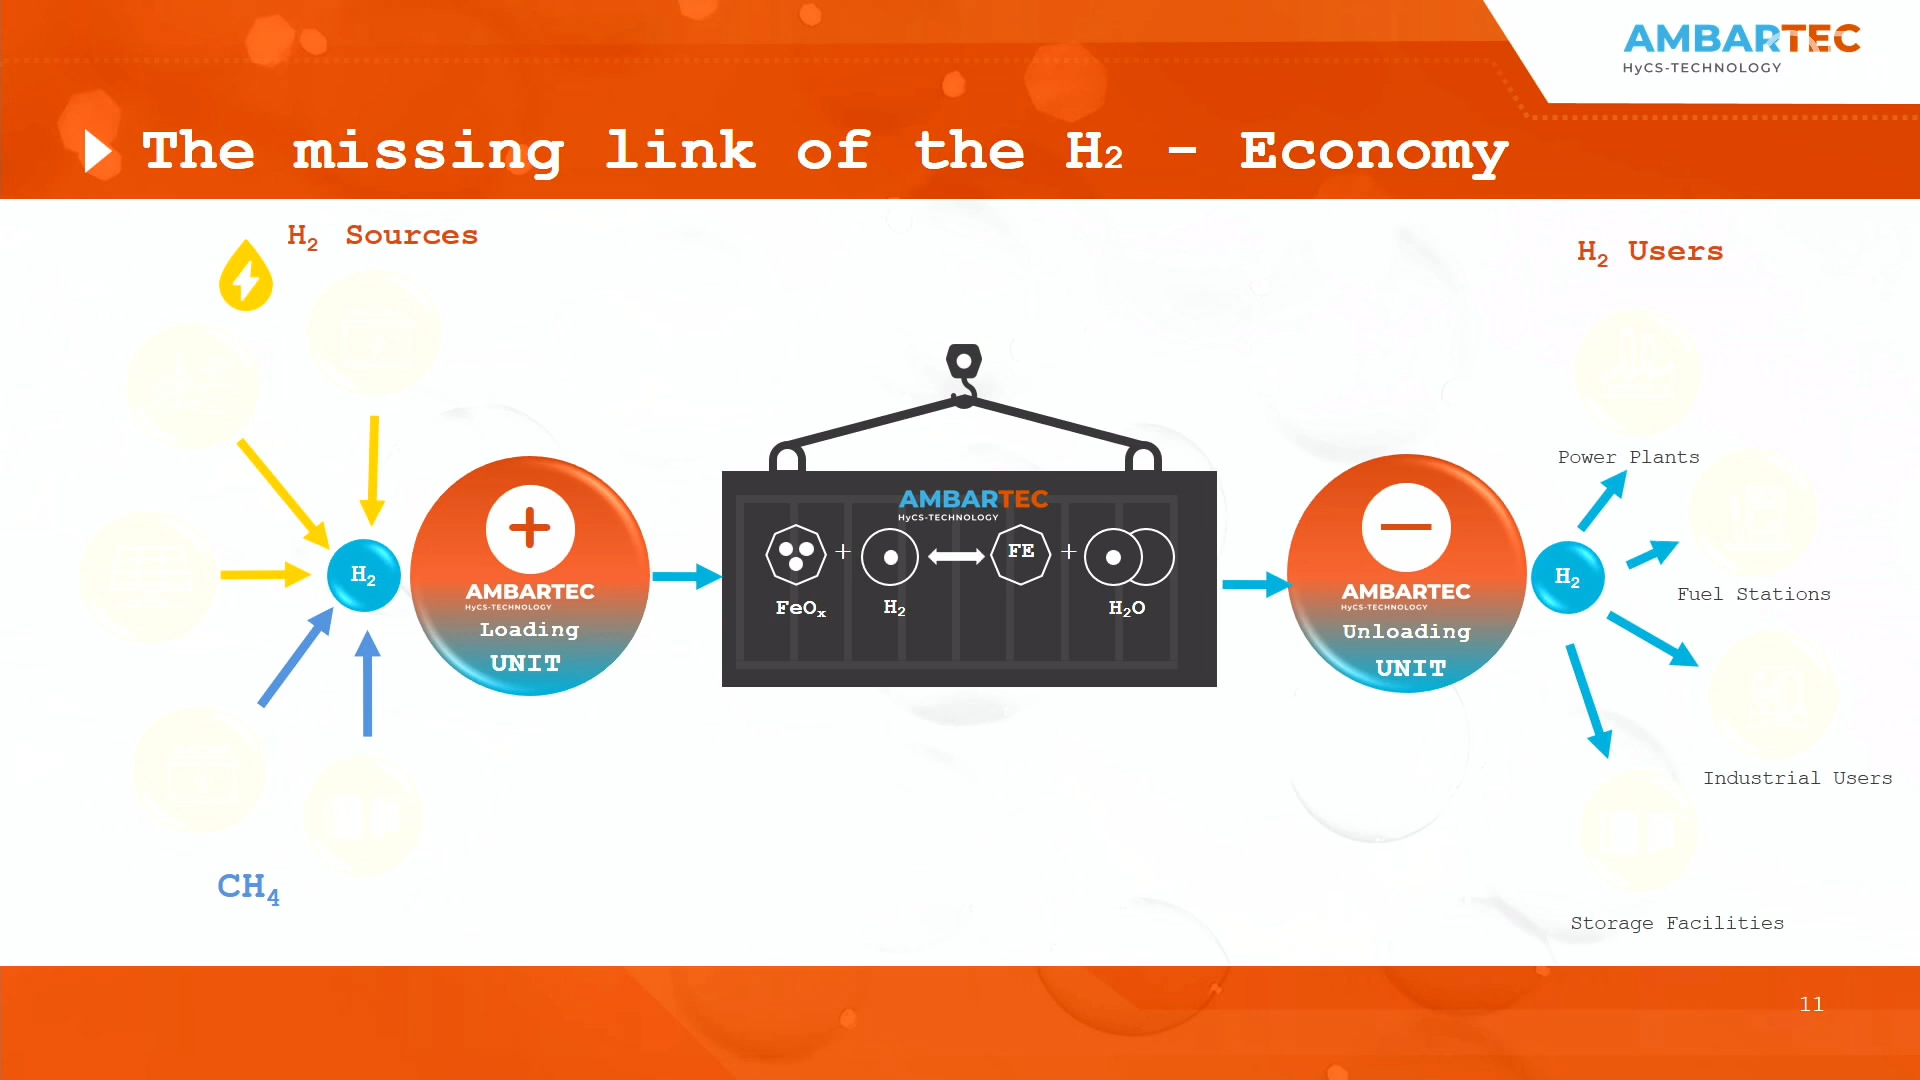 AMBARTEC
HyCS-TECHNOLOGY
The missing link of the H₂ - Economy
H₂ Sources
H₂ Users
H₂
+
AMBARTEC
HyCS-TECHNOLOGY
Loading
UNIT
AMBARTEC
HyCS-TECHNOLOGY
+ FE +
FeOₓ H₂ H₂O
AMBARTEC
HyCS-TECHNOLOGY
Unloading
UNIT
H₂
Power Plants
Fuel Stations
Industrial Users
Storage Facilities
CH₄
11